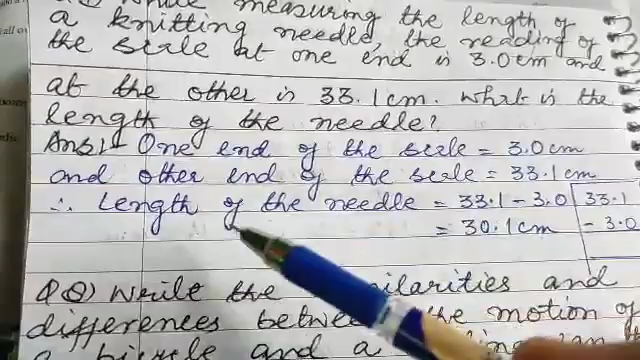 while measuring the length of
a knitting needle, the reading of
the scale at one end is 3.0cm and
at the other is 33.1cm. what is the
length of the needle?
Ans:- One end of the scale = 3.0cm
and other end of the scale = 33.1cm
∴ Length of the needle = 33.1 - 3.0 33.1
= 30.1cm - 3.0
Q8) Write the similarities and
differences between the motion of
a bicycle and a